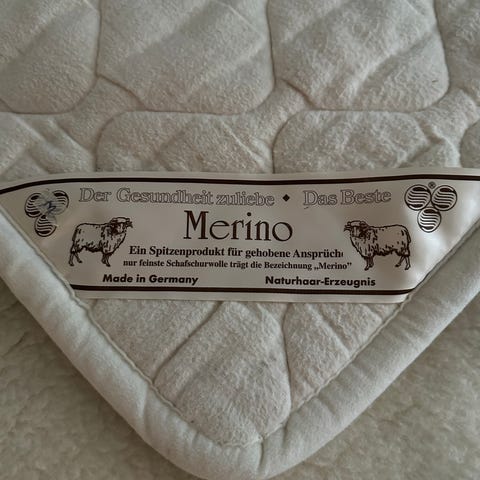 Der Gesundheit zuliebe ♦ Das Beste
Merino
Ein Spitzenprodukt für gehobene Ansprüche
nur feinste Schafschurwolle trägt die Bezeichnung „Merino"
Made in Germany Naturhaar-Erzeugnis